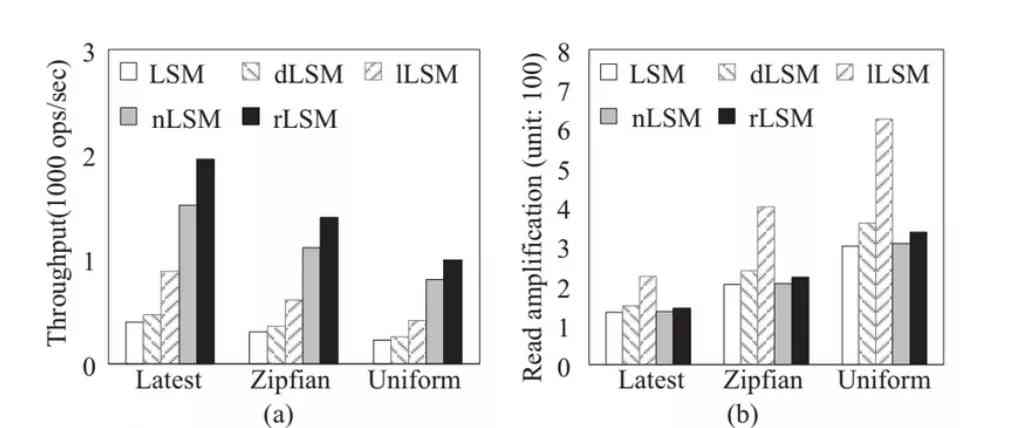 Throughput(1000 ops/sec)
3
2
1
0
LSM dLSM lLSM
nLSM rLSM
Latest Zipfian Uniform
(a)
Read amplification (unit: 100)
8
7
6
5
4
3
2
1
0
LSM dLSM lLSM
nLSM rLSM
Latest Zipfian Uniform
(b)